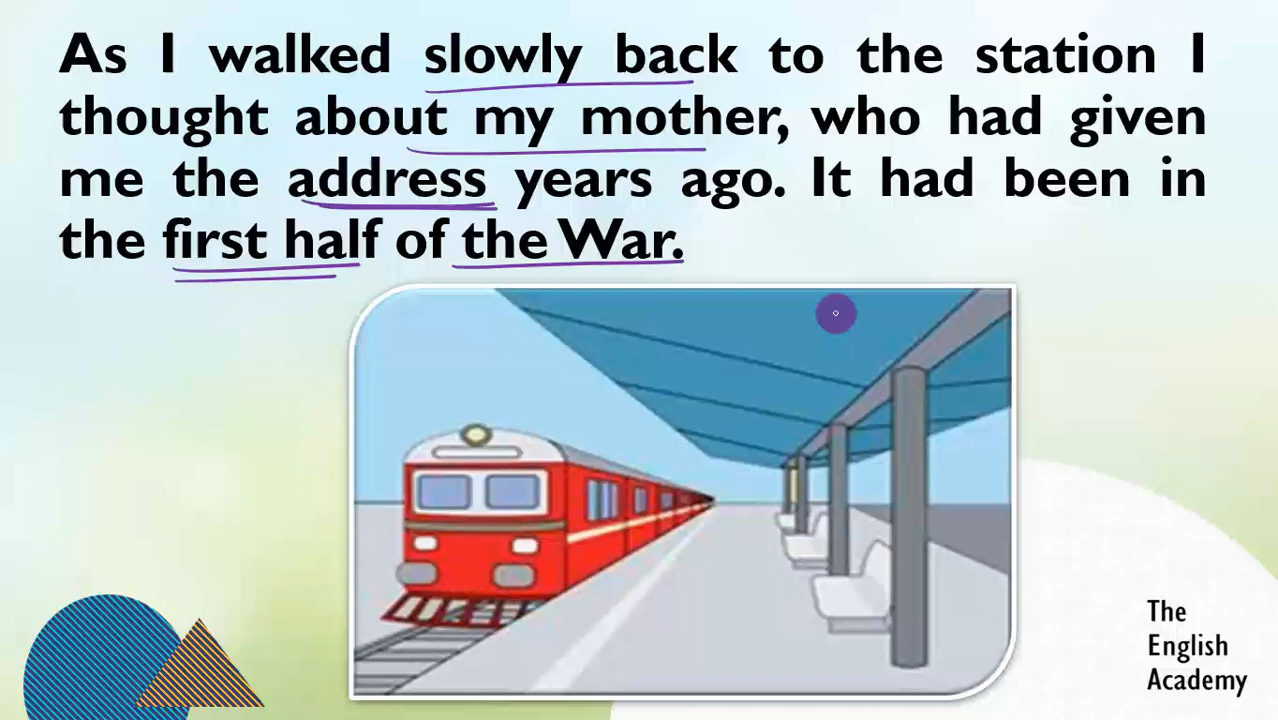 As I walked slowly back to the station I
thought about my mother, who had given
me the address years ago. It had been in
the first half of the War.
The
English
Academy